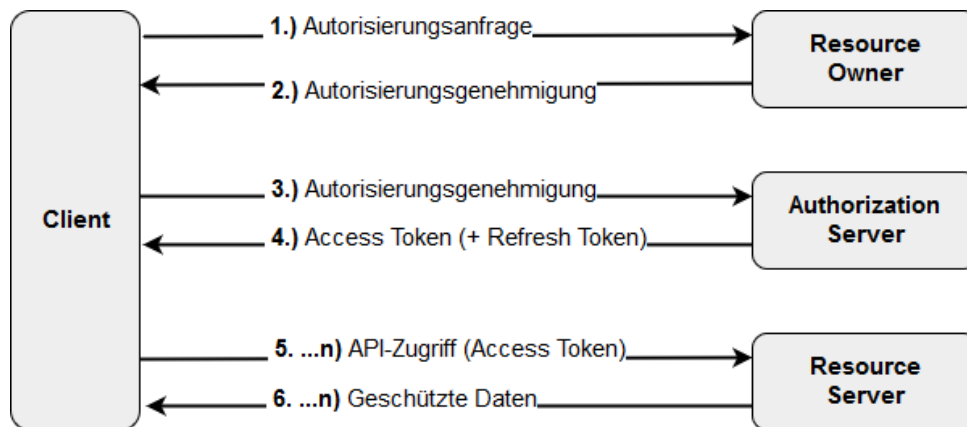 1.) Autorisierungsanfrage
Resource
Owner
2.) Autorisierungsgenehmigung
Client
3.) Autorisierungsgenehmigung
Authorization
Server
4.) Access Token (+ Refresh Token)
5. ...n) API-Zugriff (Access Token)
Resource
Server
6. ...n) Geschützte Daten